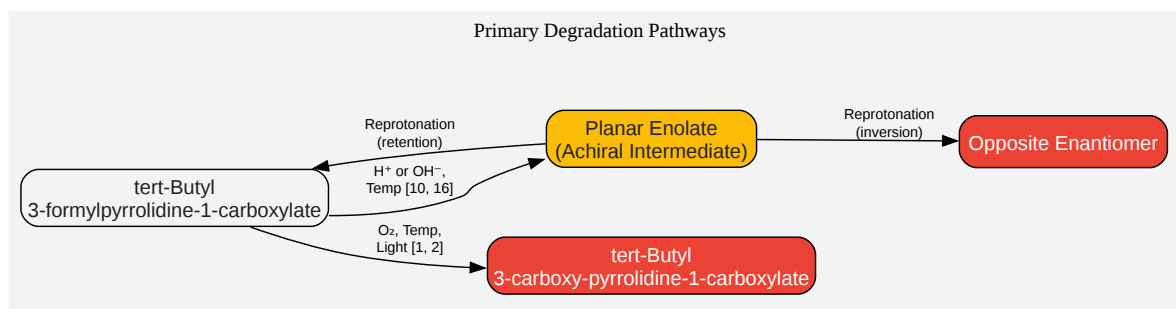 Primary Degradation Pathways
Reprotonation
(retention)
Planar Enolate
(Achiral Intermediate)
Reprotonation
(inversion)
Opposite Enantiomer
H⁺ or OH⁻,
Temp [10, 16]
tert-Butyl
3-formylpyrrolidine-1-carboxylate
O₂, Temp,
Light [1, 2]
tert-Butyl
3-carboxy-pyrrolidine-1-carboxylate